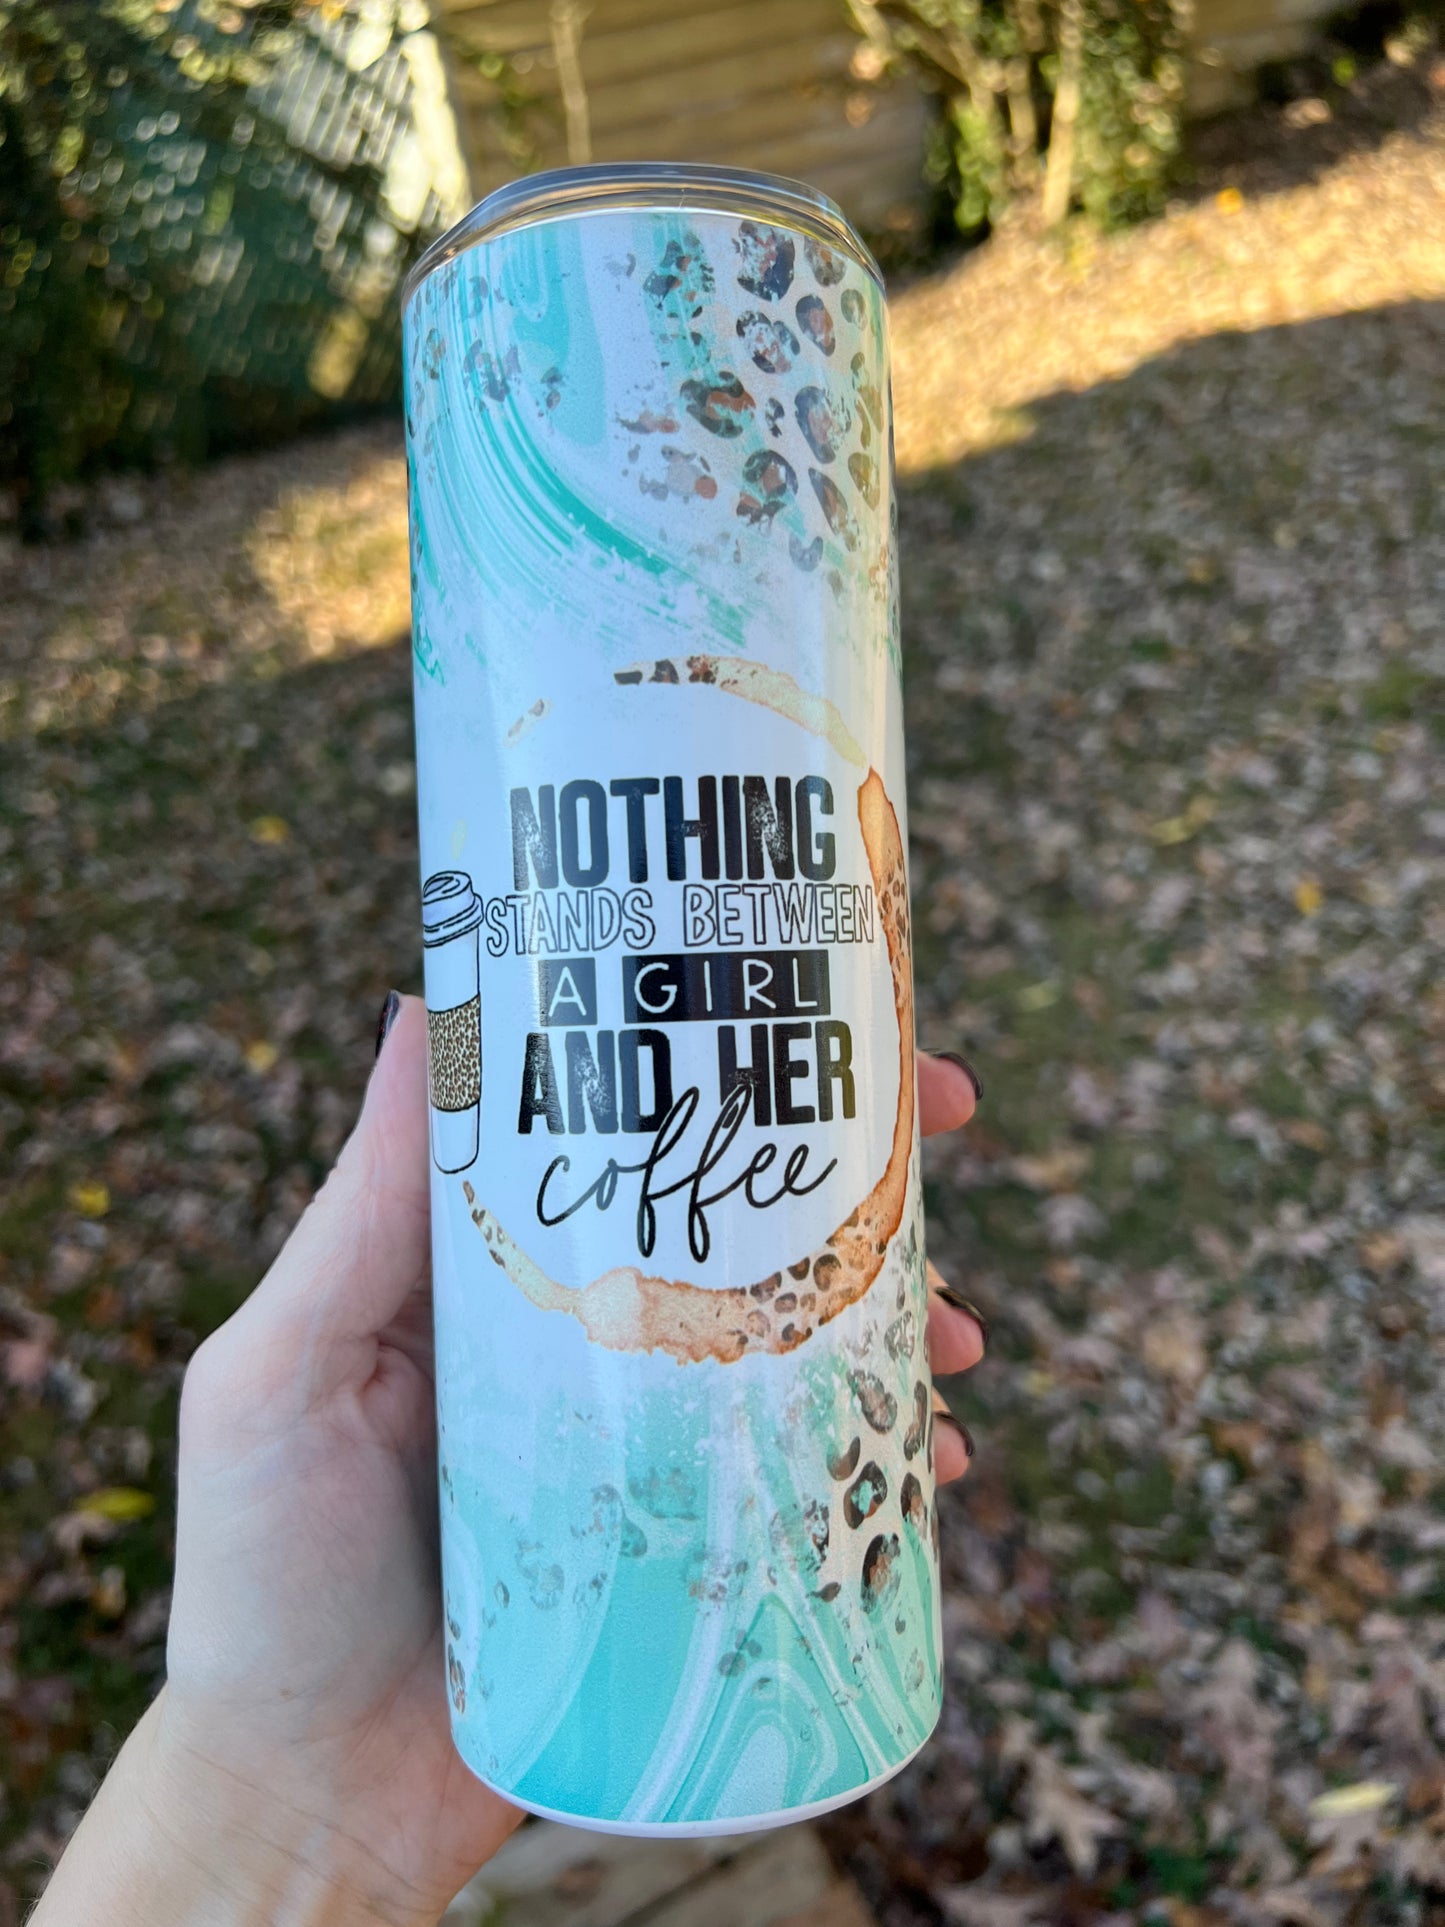 NOTHING
STANDS BETWEEN
A GIRL
AND HER
coffee